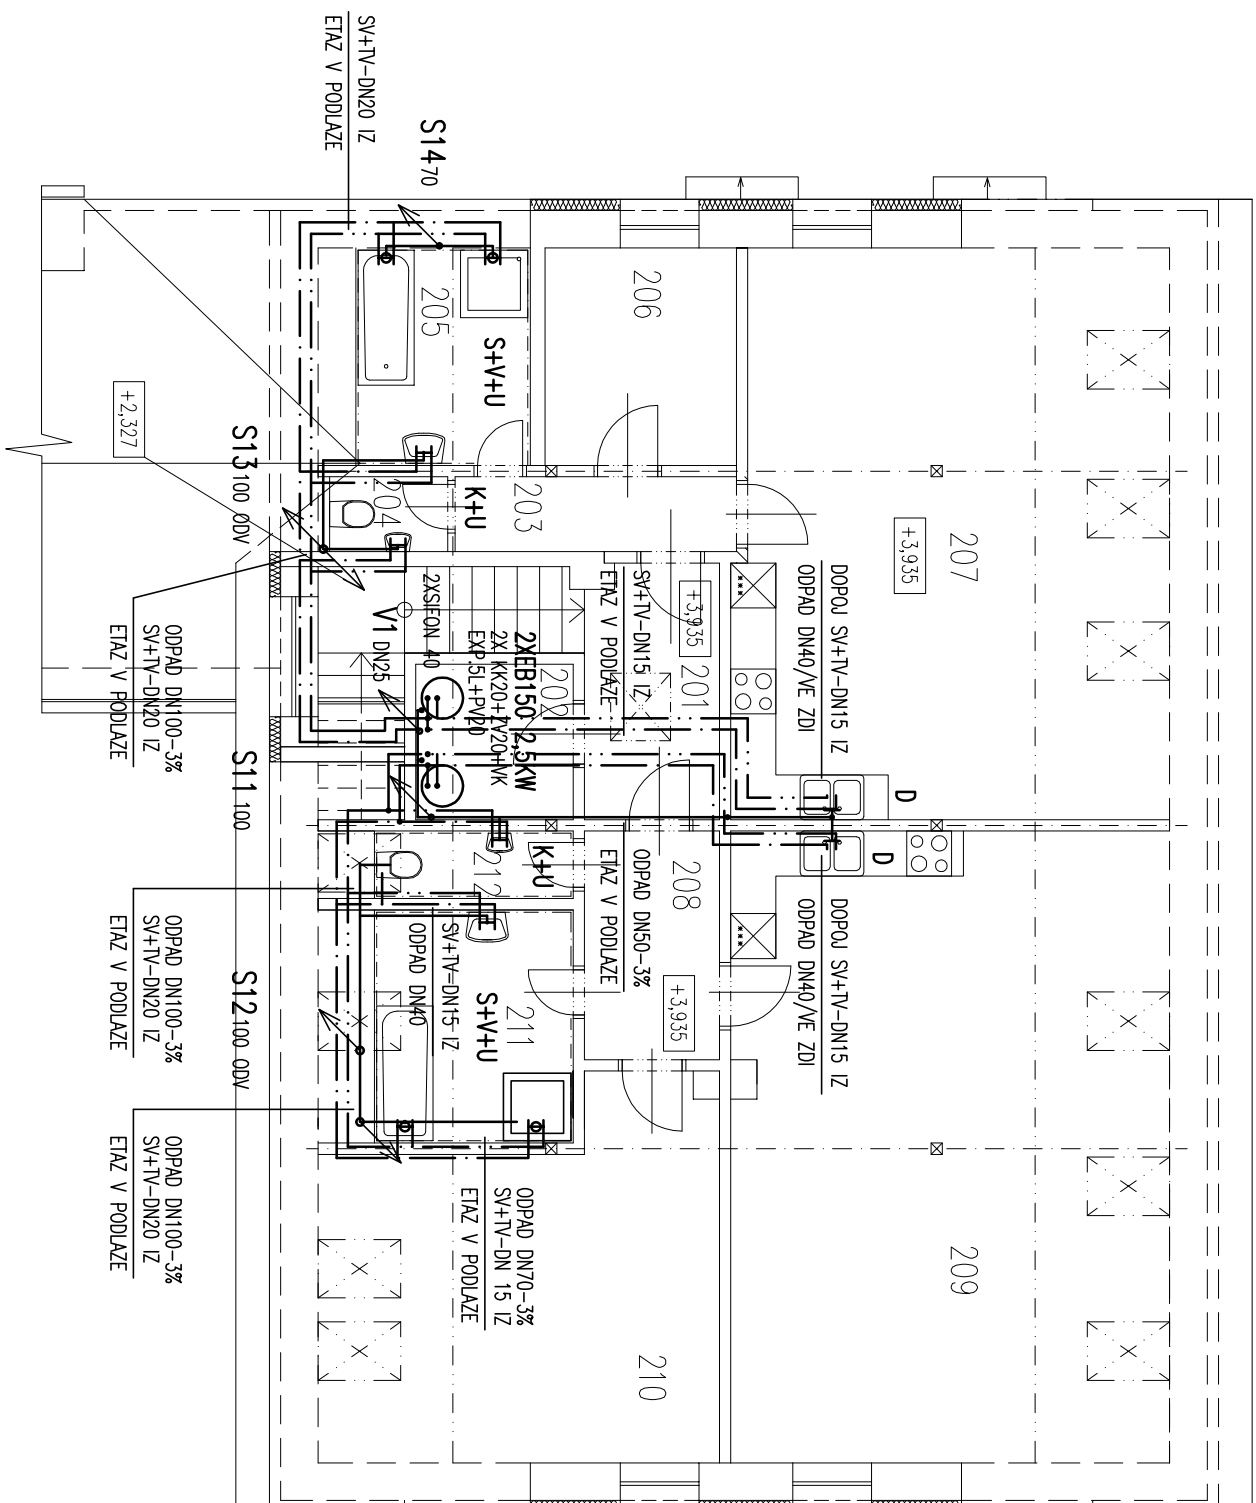 SV+TV-DN20 IZ
ETAZ V PODLAZE
S14 70
205
S+V+U
206
+2,327
S13 100 ODV
204
K+U
203
207
+3,935
DOPOJ SV+TV-DN15 IZ
ODPAD DN40/VE ZDI
SV+TV-DN15 IZ
ETAZ V PODLAZE
+3,935
201
2XSIFON 40
V1 DN25
202
2XEB150-2,5KW
2X KK20+ZV20+VK
EXP.5L+PV20
ODPAD DN100-3%
SV+TV-DN20 IZ
ETAZ V PODLAZE
S11 100
D
D
K+U
212
208
ODPAD DN50-3%
ETAZ V PODLAZE
DOPOJ SV+TV-DN15 IZ
ODPAD DN40/VE ZDI
SV+TV-DN15 IZ
ODPAD DN40
S+V+U
211
+3,935
ODPAD DN100-3%
SV+TV-DN20 IZ
ETAZ V PODLAZE
S12 100 ODV
ODPAD DN100-3%
SV+TV-DN20 IZ
ETAZ V PODLAZE
ODPAD DN70-3%
SV+TV-DN 15 IZ
ETAZ V PODLAZE
209
210